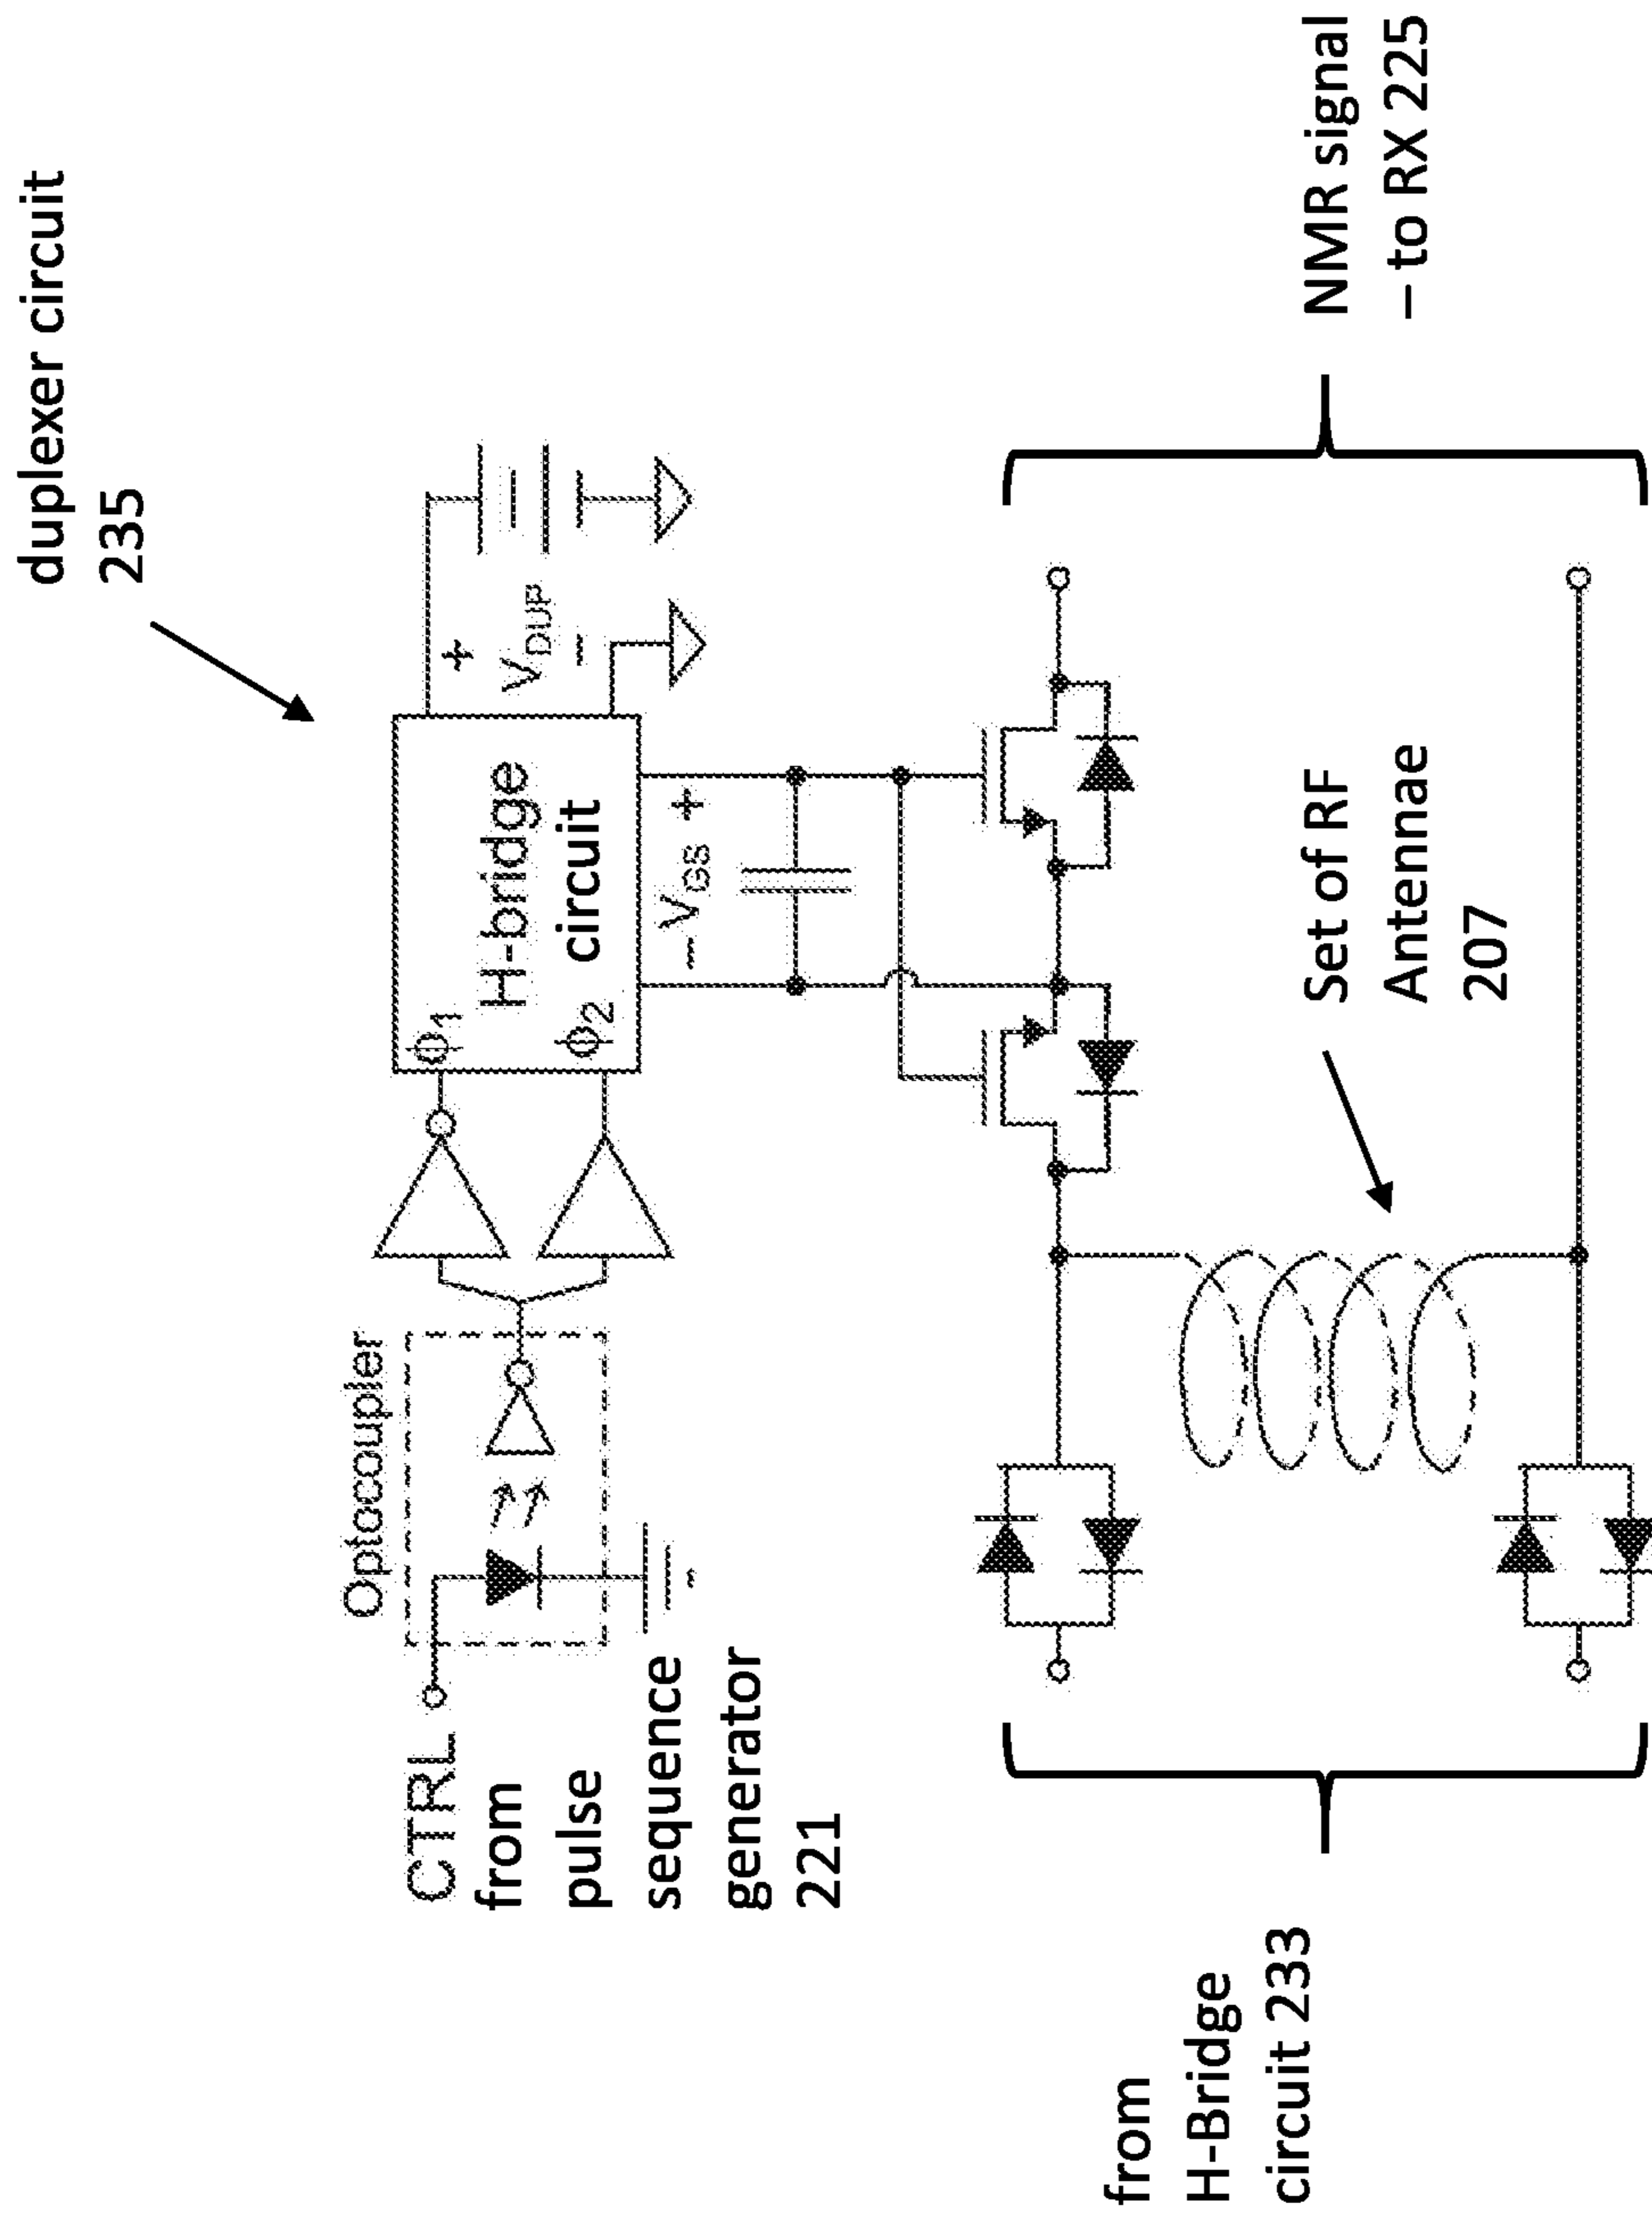 duplexer circuit
235
Optocoupler
CTRL
from
pulse
sequence
generator
221
ϕ1
ϕ2
H-bridge
circuit
+
VDUP
−
− VGS +
Set of RF
Antennae
207
from
H-Bridge
circuit 233
NMR signal
– to RX 225